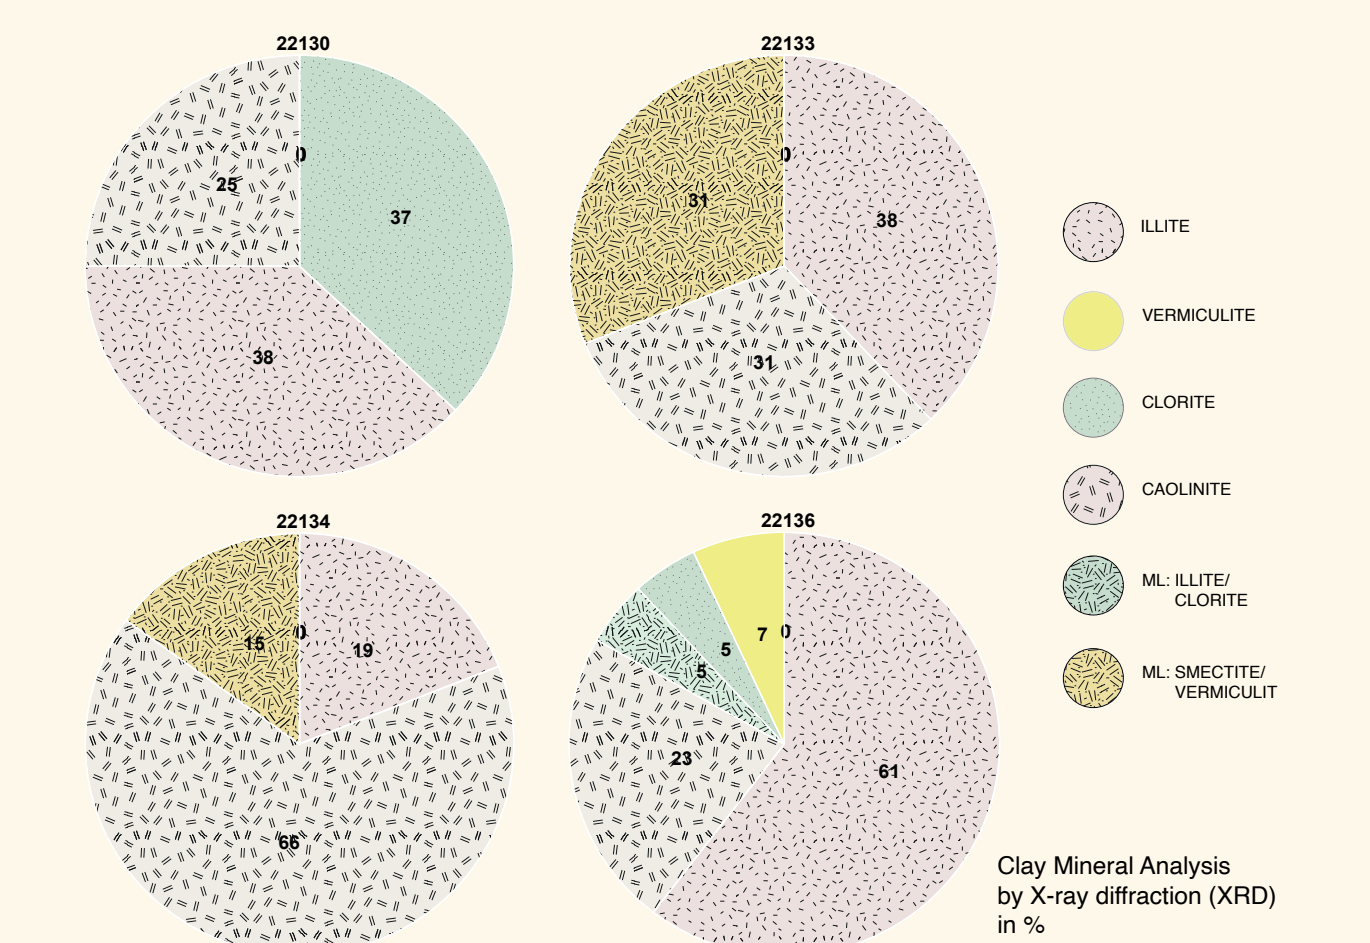 22130
0
25
37
38
22133
0
31
38
31
22134
0
15
19
66
22136
7
0
5
5
23
61
ILLITE
VERMICULITE
CLORITE
CAOLINITE
ML: ILLITE/
CLORITE
ML: SMECTITE/
VERMICULIT
Clay Mineral Analysis
by X-ray diffraction (XRD)
in %